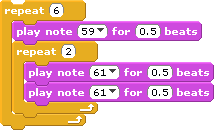 repeat 6
play note 59 for 0.5 beats
repeat 2
play note 61 for 0.5 beats
play note 61 for 0.5 beats